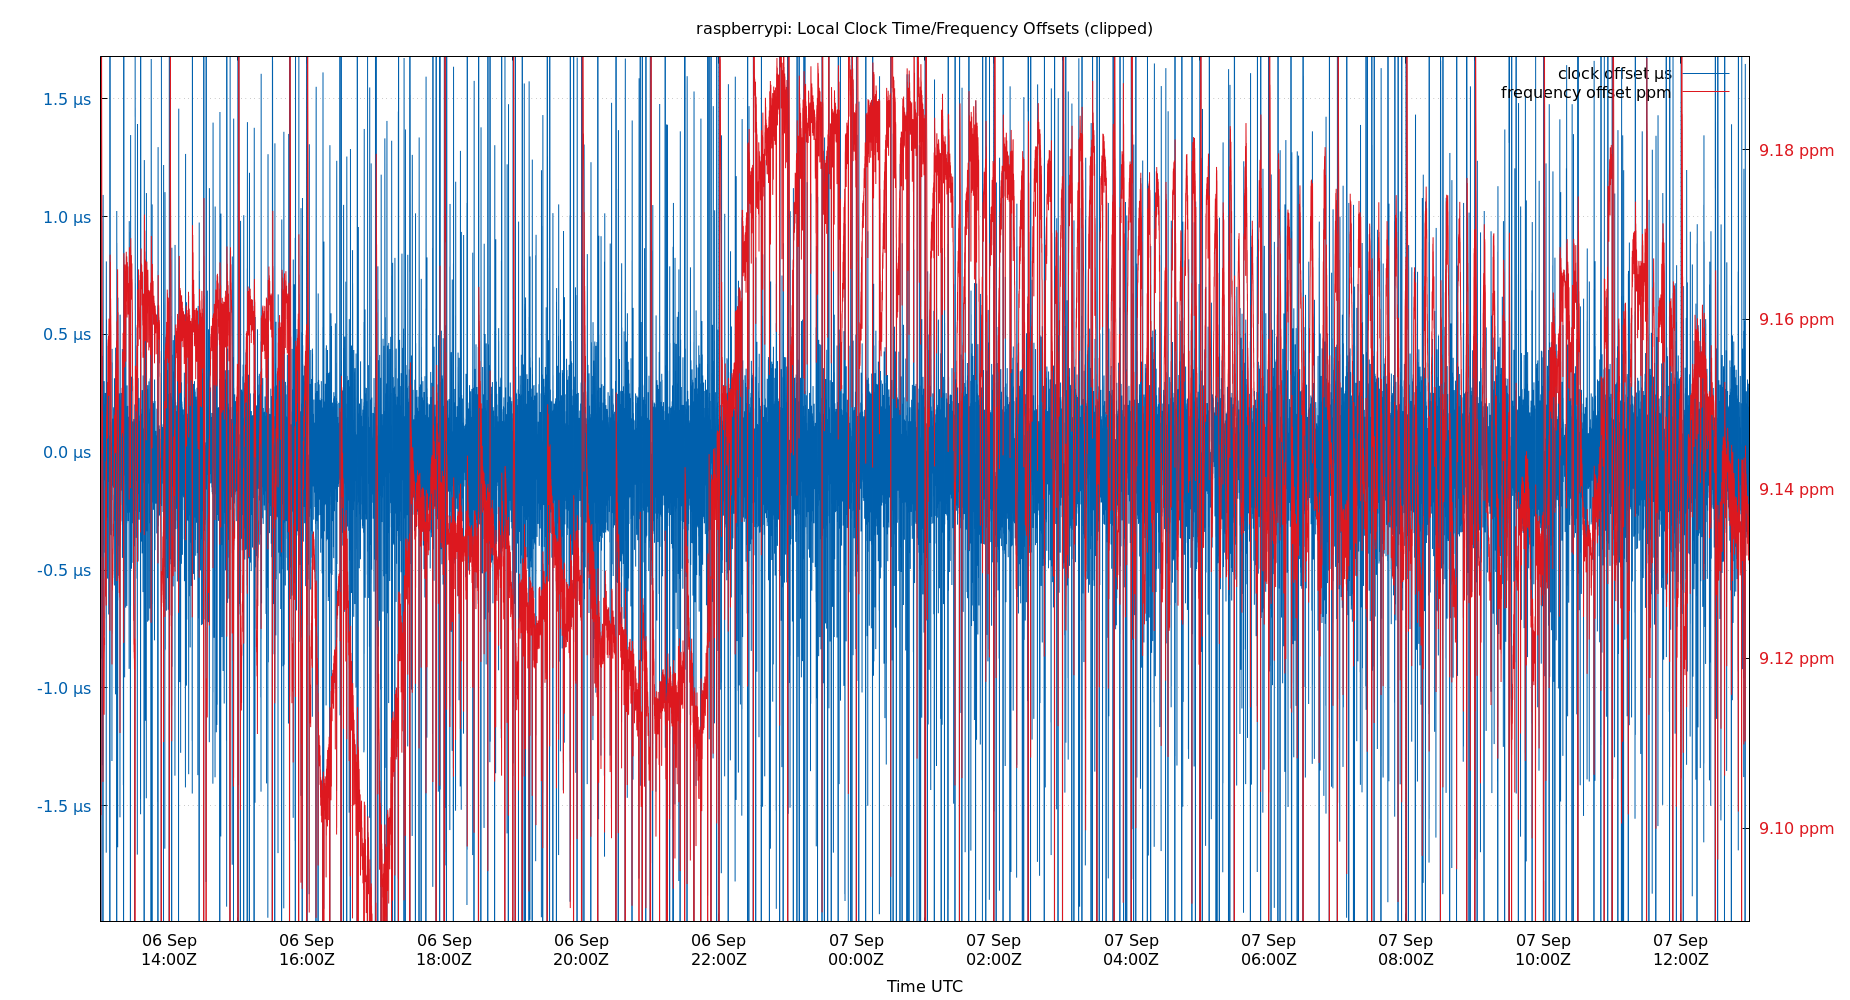 raspberrypi: Local Clock Time/Frequency Offsets (clipped)
clock offset µs
frequency offset ppm
1.5 µs
1.0 µs
0.5 µs
0.0 µs
-0.5 µs
-1.0 µs
-1.5 µs
9.18 ppm
9.16 ppm
9.14 ppm
9.12 ppm
9.10 ppm
06 Sep 06 Sep 06 Sep 06 Sep 06 Sep 07 Sep 07 Sep 07 Sep 07 Sep 07 Sep 07 Sep 07 Sep
14:00Z 16:00Z 18:00Z 20:00Z 22:00Z 00:00Z 02:00Z 04:00Z 06:00Z 08:00Z 10:00Z 12:00Z
Time UTC